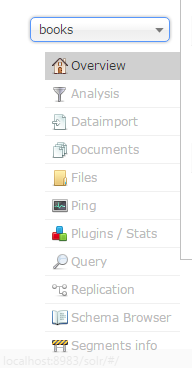 books
Overview
Analysis
Dataimport
Documents
Files
Ping
Plugins / Stats
Query
Replication
Schema Browser
Segments info
localhost:8983/solr/#/